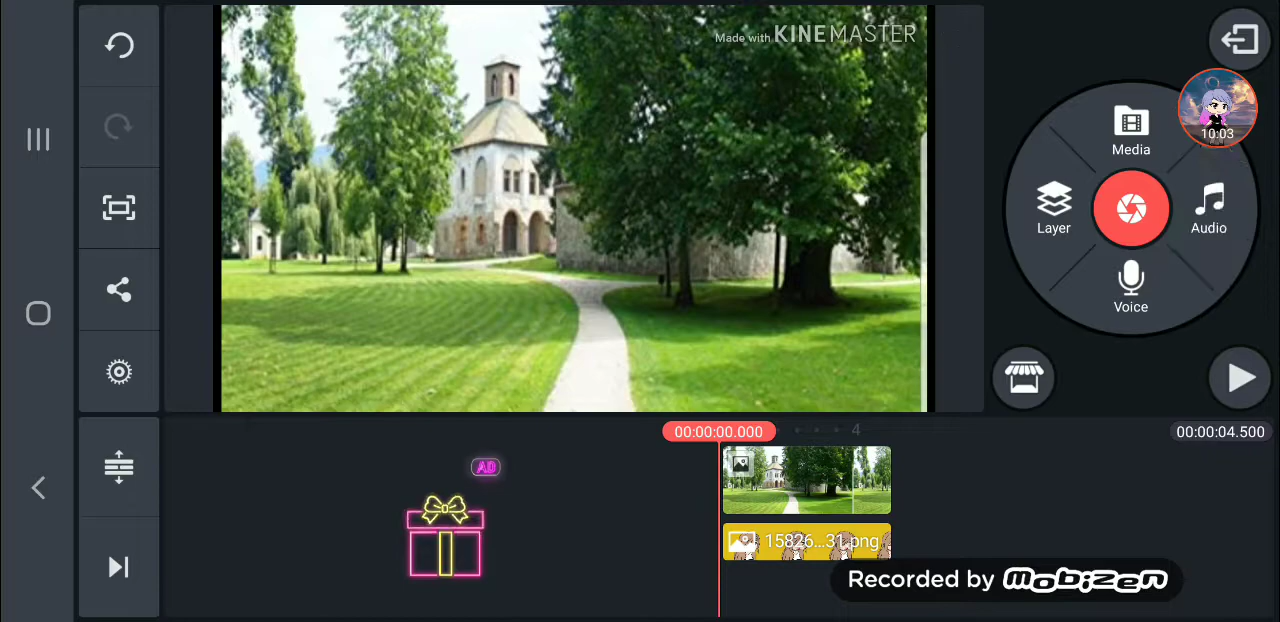 Made with KINEMASTER
10:03
Media
Layer
Audio
Voice
00:00:00.000
4
00:00:04.500
AD
15826...31.png
Recorded by mobizen